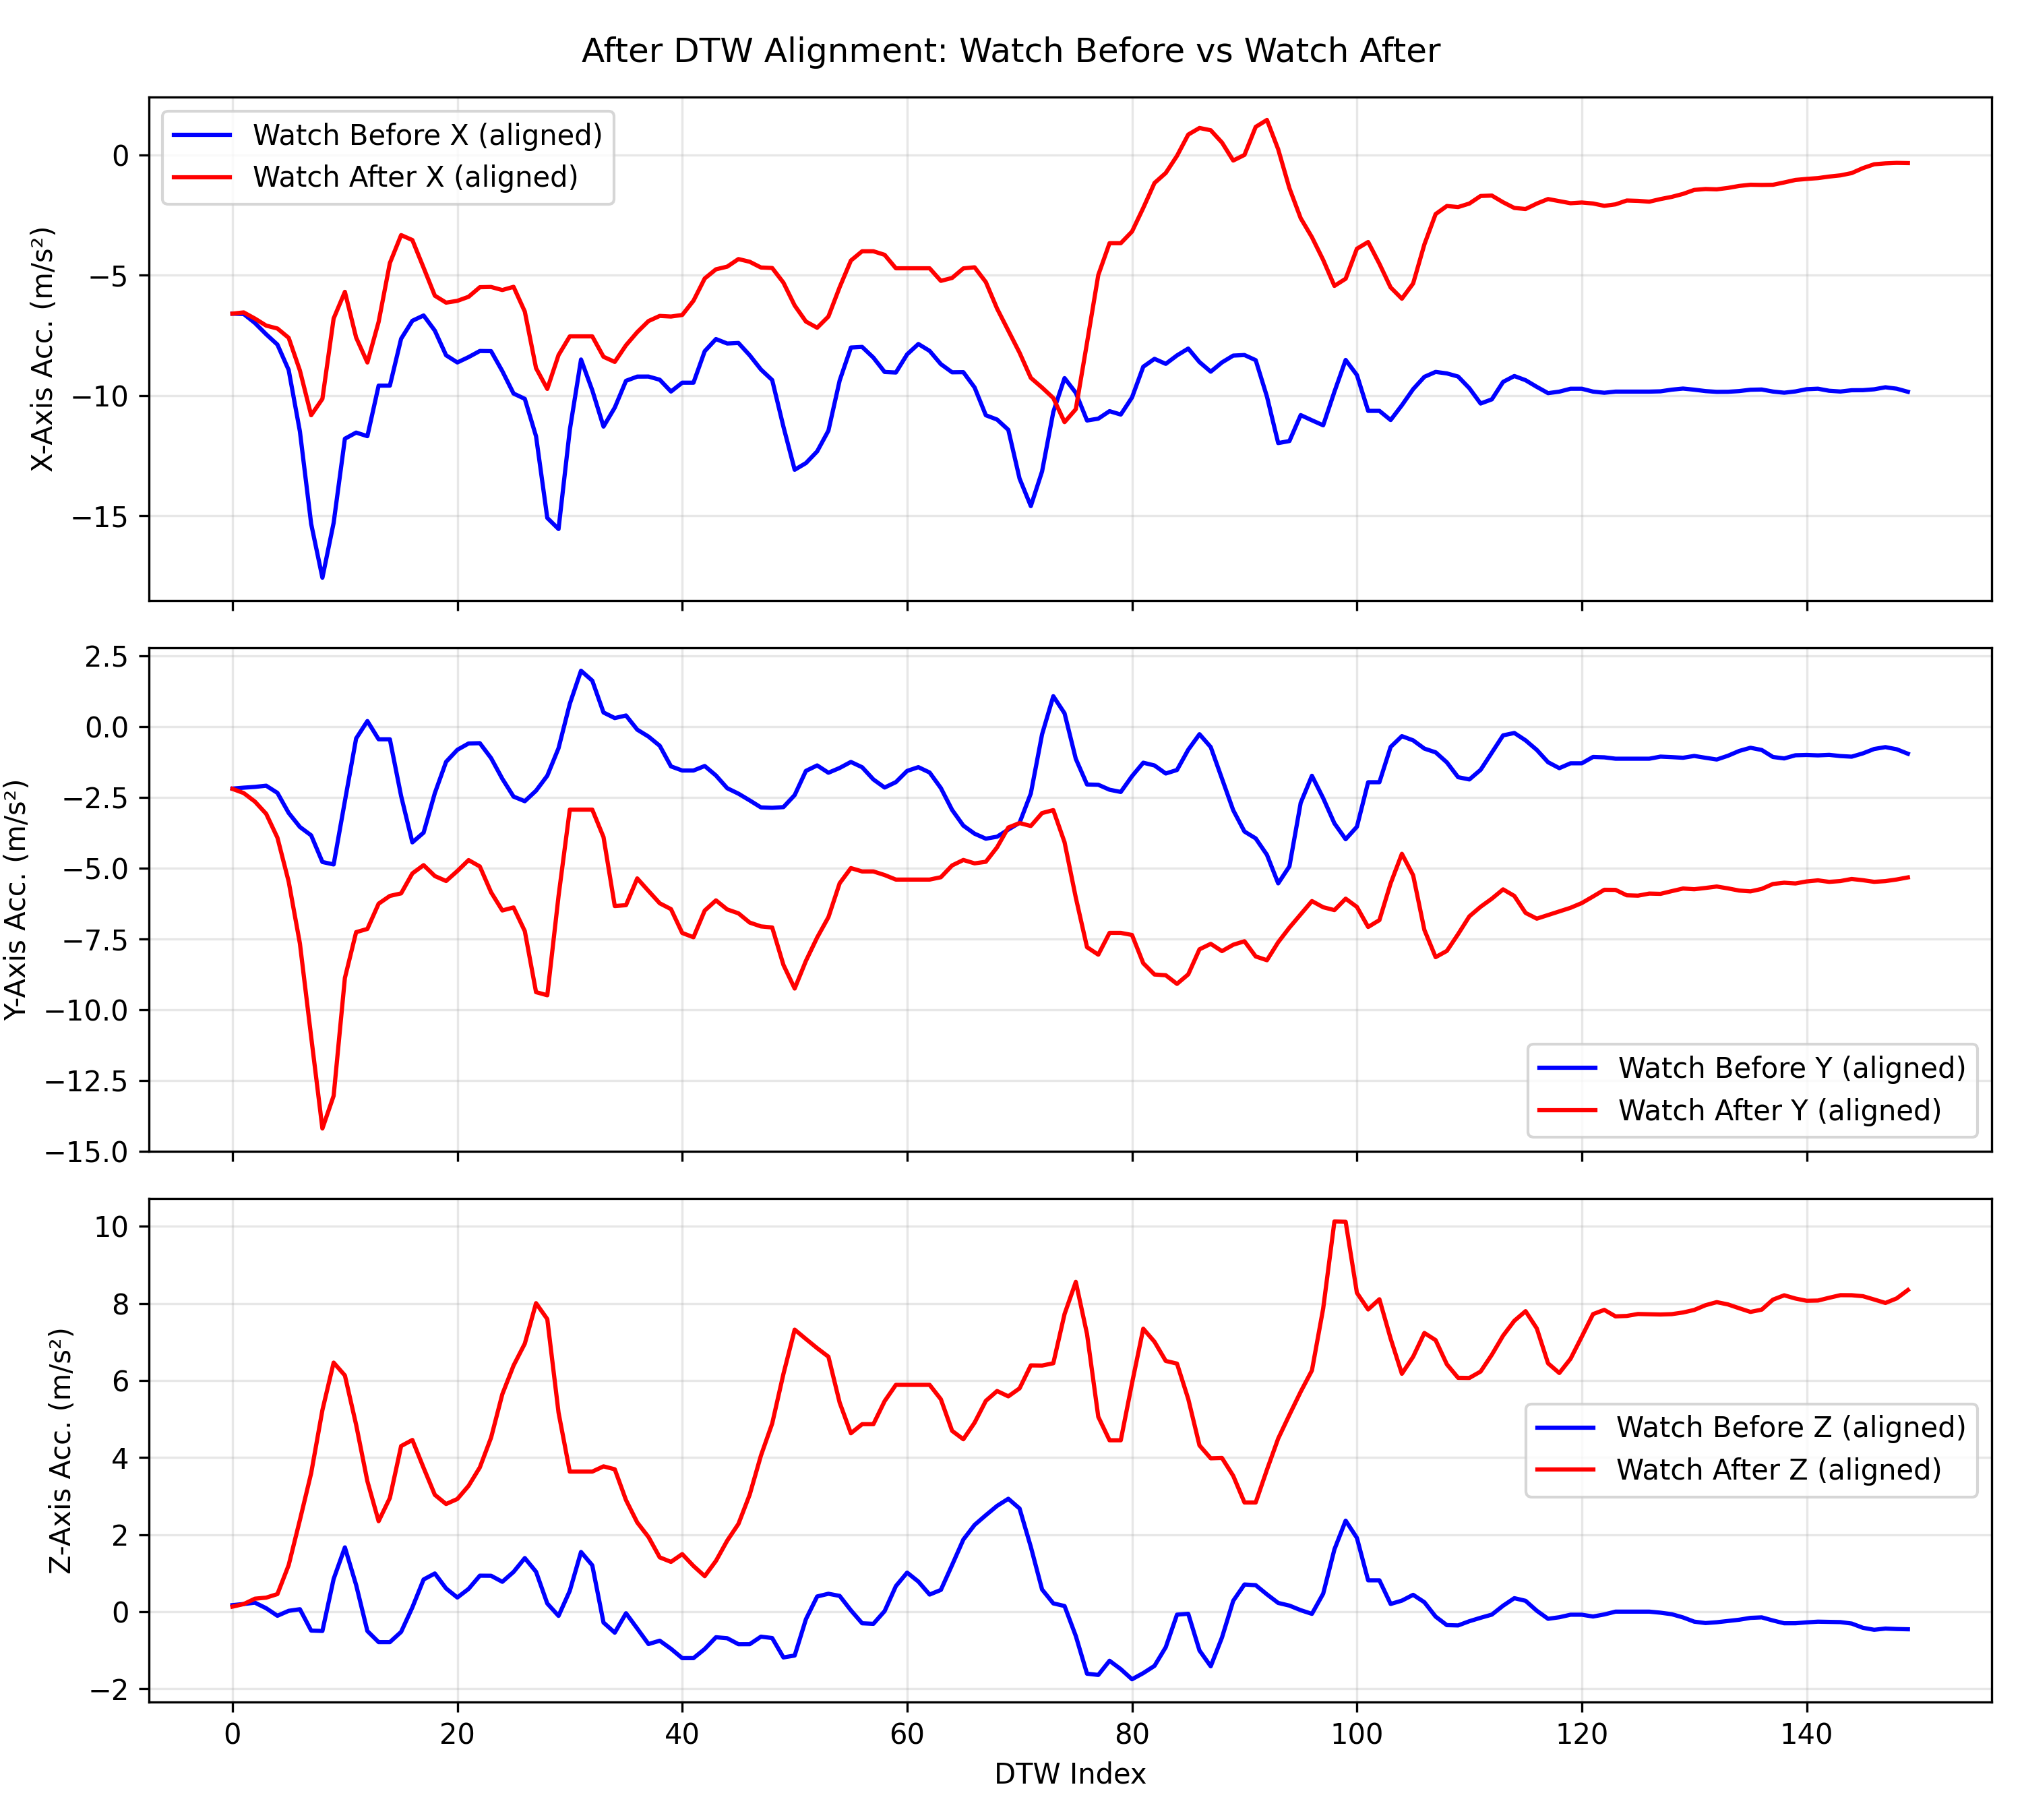 After DTW Alignment: Watch Before vs Watch After
Watch Before X (aligned)
Watch After X (aligned)
X-Axis Acc. (m/s²)
0
−5
−10
−15
Y-Axis Acc. (m/s²)
2.5
0.0
−2.5
−5.0
−7.5
−10.0
−12.5
−15.0
Watch Before Y (aligned)
Watch After Y (aligned)
Z-Axis Acc. (m/s²)
10
8
6
4
2
0
−2
Watch Before Z (aligned)
Watch After Z (aligned)
0 20 40 60 80 100 120 140
DTW Index